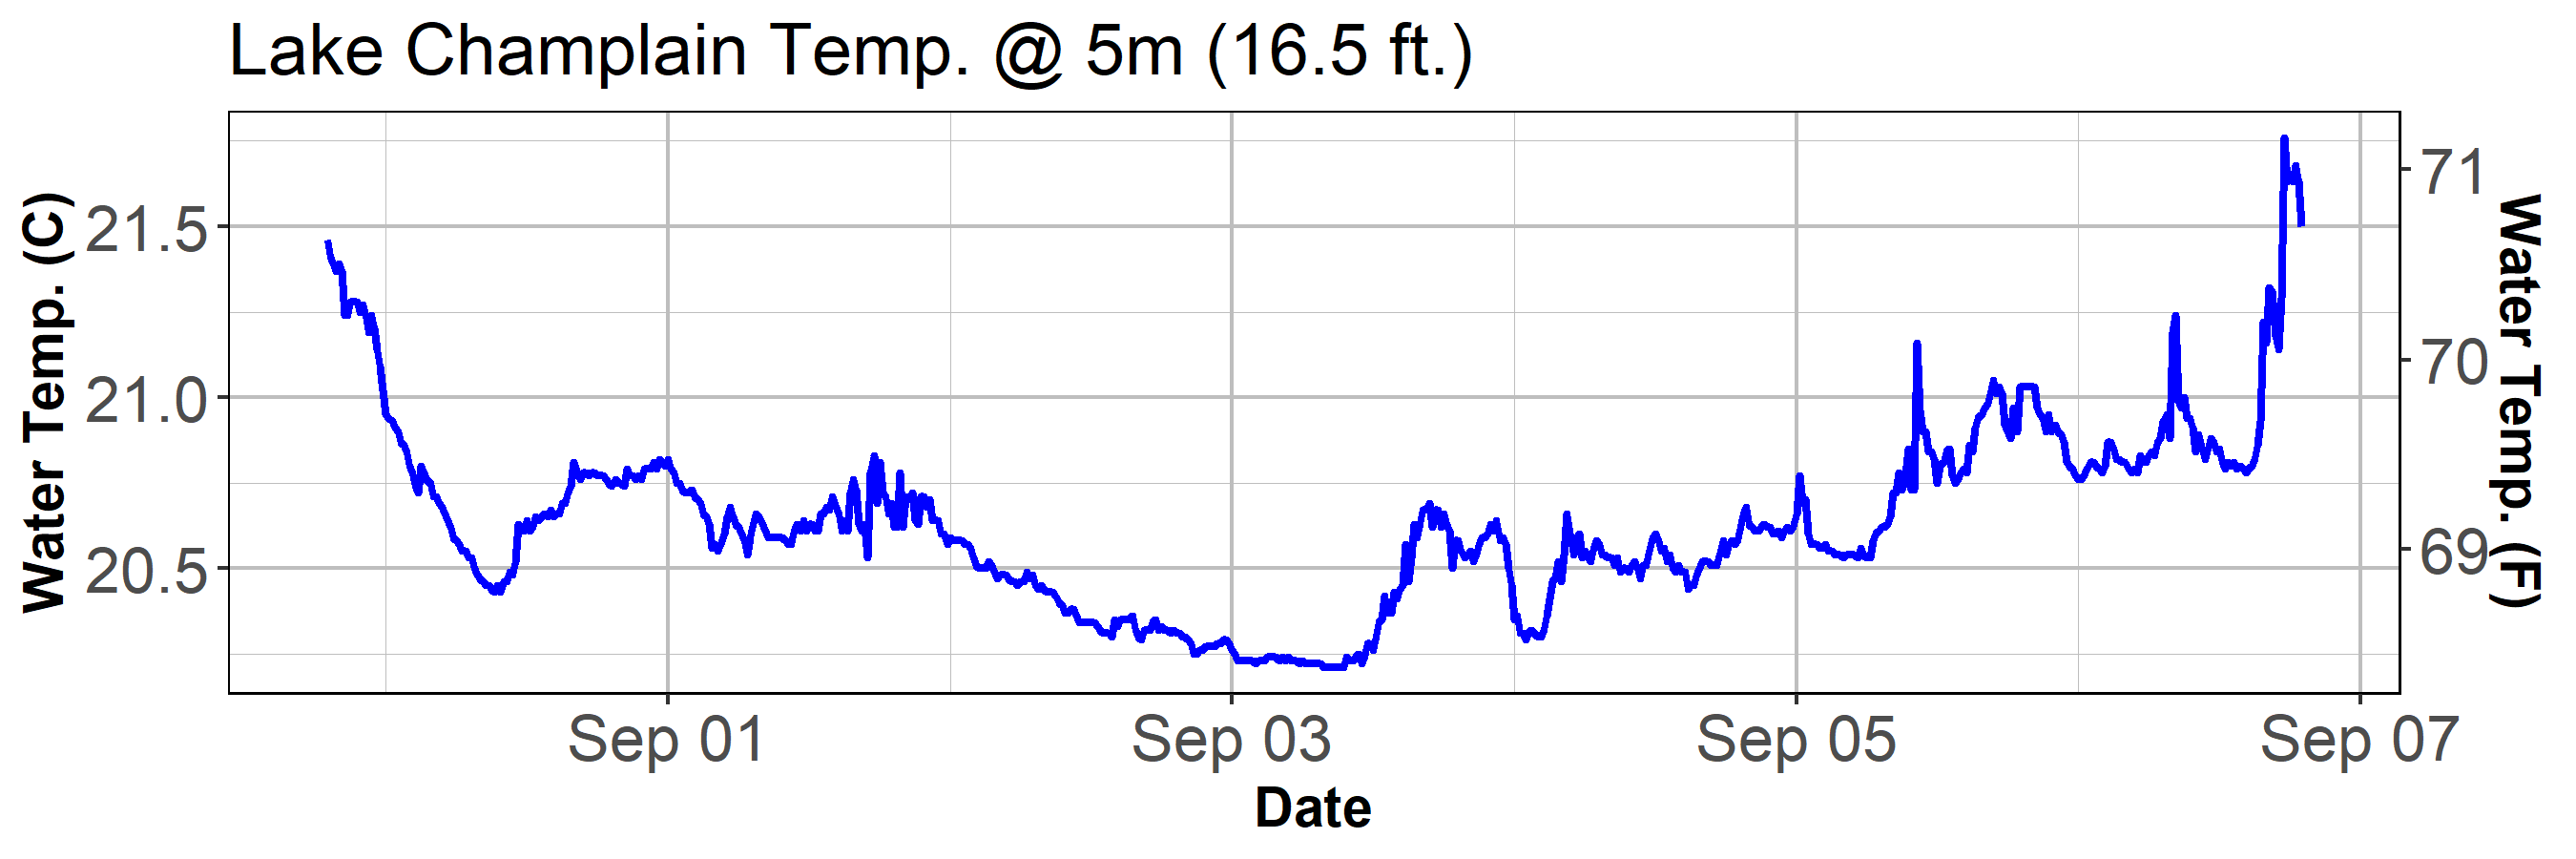 Lake Champlain Temp. @ 5m (16.5 ft.)
Water Temp. (C)
21.5
21.0
20.5
71
70
69
Water Temp. (F)
Sep 01 Sep 03 Sep 05 Sep 07
Date